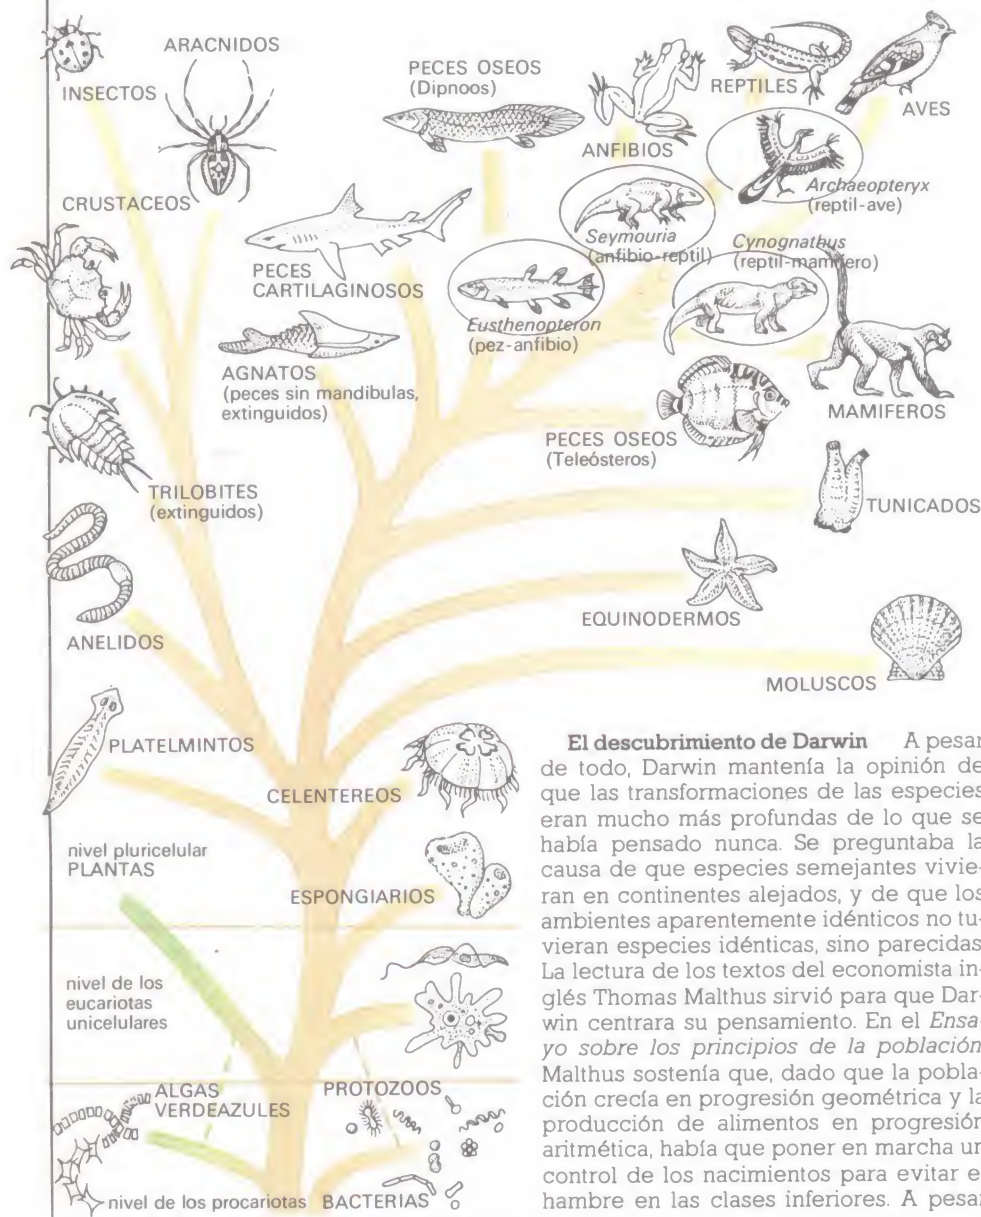 ARACNIDOS
INSECTOS
PECES OSEOS
(Dipnoos)
ANFIBIOS
REPTILES
AVES
CRUSTACEOS
Archaeopteryx
(reptil-ave)
Seymouria
(anfibio-reptil)
Cynognathus
(reptil-mamífero)
PECES
CARTILAGINOSOS
Eusthenopteron
(pez-anfibio)
AGNATOS
(peces sin mandíbulas,
extinguidos)
MAMIFEROS
PECES OSEOS
(Teleósteros)
TRILOBITES
(extinguidos)
TUNICADOS
ANELIDOS
EQUINODERMOS
MOLUSCOS
PLATELMINTOS
CELENTEREOS
nivel pluricelular
PLANTAS
ESPONGIARIOS
nivel de los
eucariotas
unicelulares
ALGAS
VERDEAZULES
PROTOZOOS
nivel de los procariotas
BACTERIAS
El descubrimiento de Darwin A pesar
de todo, Darwin mantenía la opinión de
que las transformaciones de las especies
eran mucho más profundas de lo que se
había pensado nunca. Se preguntaba la
causa de que especies semejantes vivie-
ran en continentes alejados, y de que los
ambientes aparentemente idénticos no tu-
vieran especies idénticas, sino parecidas
La lectura de los textos del economista in-
glés Thomas Malthus sirvió para que Dar-
win centrara su pensamiento. En el Ensa-
yo sobre los principios de la población
Malthus sostenía que, dado que la pobla-
ción crecía en progresión geométrica y la
producción de alimentos en progresión
aritmética, había que poner en marcha un
control de los nacimientos para evitar e
hambre en las clases inferiores. A pesar